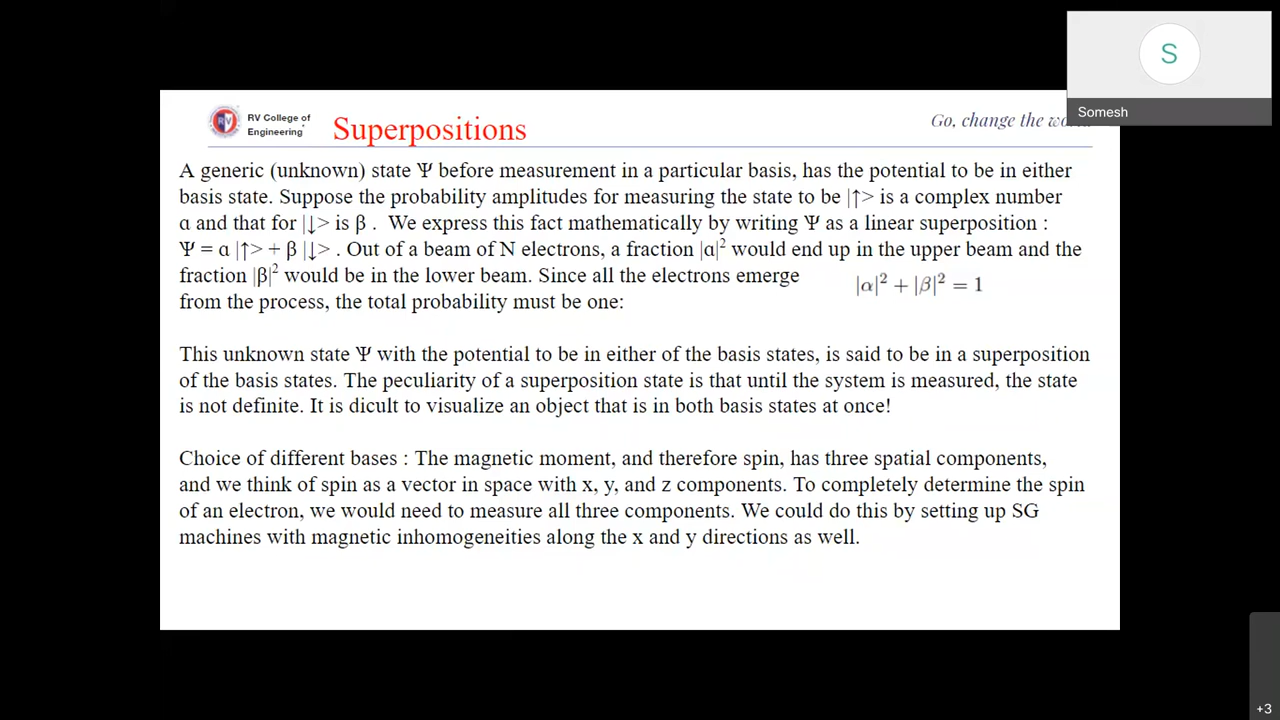 S
Somesh
RV College of
Engineering
Superpositions
Go, change the wo
A generic (unknown) state Ψ before measurement in a particular basis, has the potential to be in either
basis state. Suppose the probability amplitudes for measuring the state to be |↑> is a complex number
α and that for |↓> is β . We express this fact mathematically by writing Ψ as a linear superposition :
Ψ = α |↑> + β |↓> . Out of a beam of N electrons, a fraction |α|² would end up in the upper beam and the
fraction |β|² would be in the lower beam. Since all the electrons emerge
|α|² + |β|² = 1
from the process, the total probability must be one:
This unknown state Ψ with the potential to be in either of the basis states, is said to be in a superposition
of the basis states. The peculiarity of a superposition state is that until the system is measured, the state
is not definite. It is dicult to visualize an object that is in both basis states at once!
Choice of different bases : The magnetic moment, and therefore spin, has three spatial components,
and we think of spin as a vector in space with x, y, and z components. To completely determine the spin
of an electron, we would need to measure all three components. We could do this by setting up SG
machines with magnetic inhomogeneities along the x and y directions as well.
+3